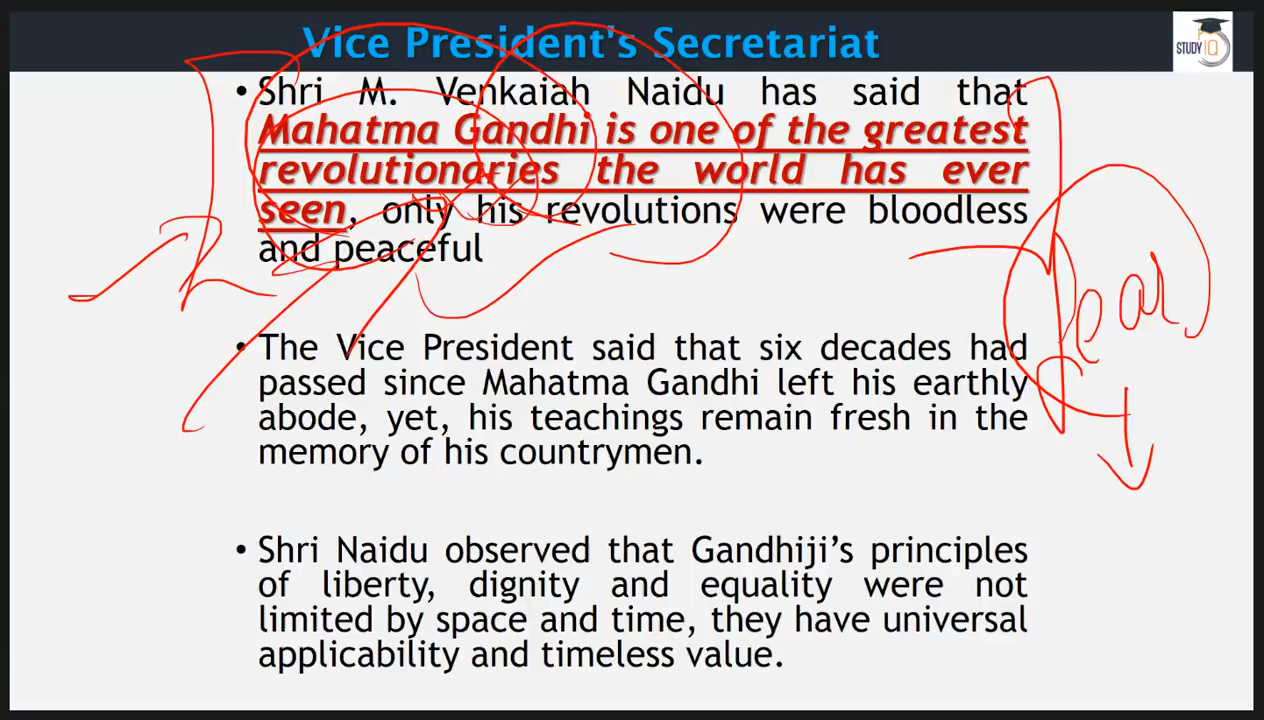 Vice President's Secretariat
STUDY IQ
• Shri M. Venkaiah Naidu has said that
Mahatma Gandhi is one of the greatest
revolutionaries the world has ever
seen, only his revolutions were bloodless
and peaceful
• The Vice President said that six decades had
passed since Mahatma Gandhi left his earthly
abode, yet, his teachings remain fresh in the
memory of his countrymen.
• Shri Naidu observed that Gandhiji’s principles
of liberty, dignity and equality were not
limited by space and time, they have universal
applicability and timeless value.